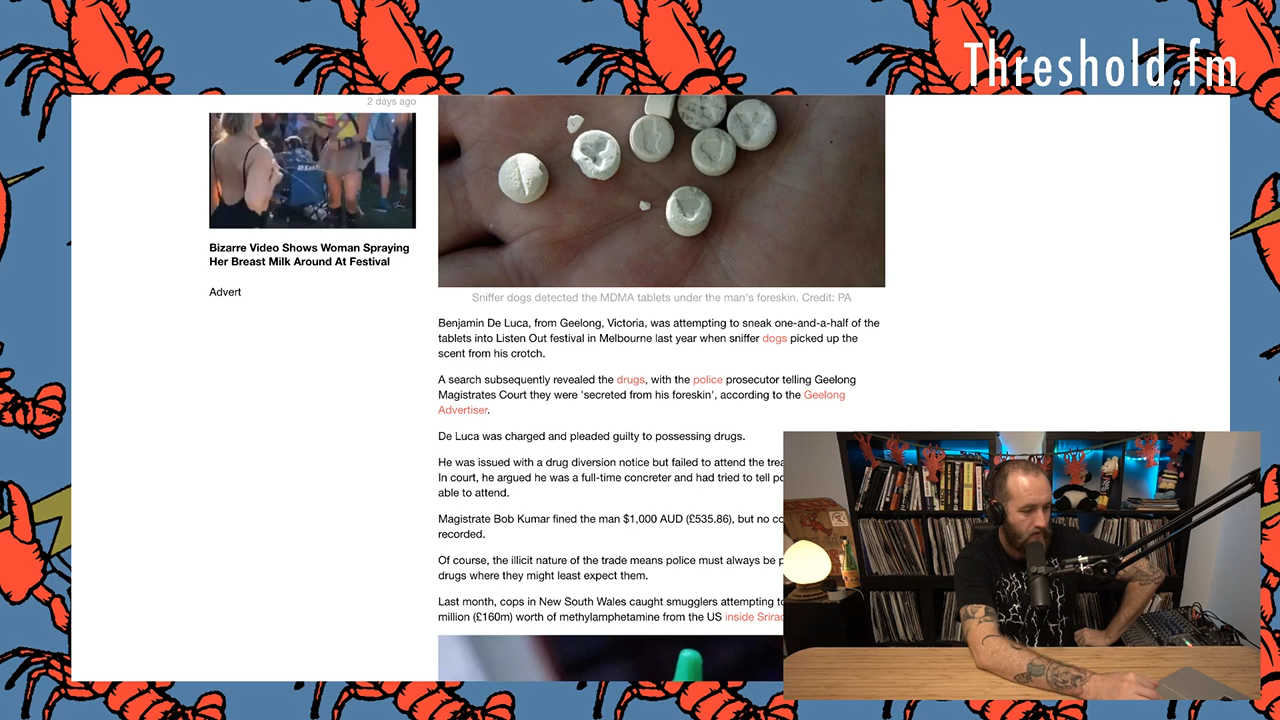 Threshold.fm
2 days ago
Bizarre Video Shows Woman Spraying
Her Breast Milk Around At Festival
Advert
Sniffer dogs detected the MDMA tablets under the man's foreskin. Credit: PA
Benjamin De Luca, from Geelong, Victoria, was attempting to sneak one-and-a-half of the
tablets into Listen Out festival in Melbourne last year when sniffer dogs picked up the
scent from his crotch.
A search subsequently revealed the drugs, with the police prosecutor telling Geelong
Magistrates Court they were 'secreted from his foreskin', according to the Geelong
Advertiser.
De Luca was charged and pleaded guilty to possessing drugs.
He was issued with a drug diversion notice but failed to attend the
In court, he argued he was a full-time concreter and had tried to tell
able to attend.
Magistrate Bob Kumar fined the man $1,000 AUD (£535.86), but no
recorded.
Of course, the illicit nature of the trade means police must always be
drugs where they might least expect them.
Last month, cops in New South Wales caught smugglers attempting
million (£160m) worth of methylamphetamine from the US inside